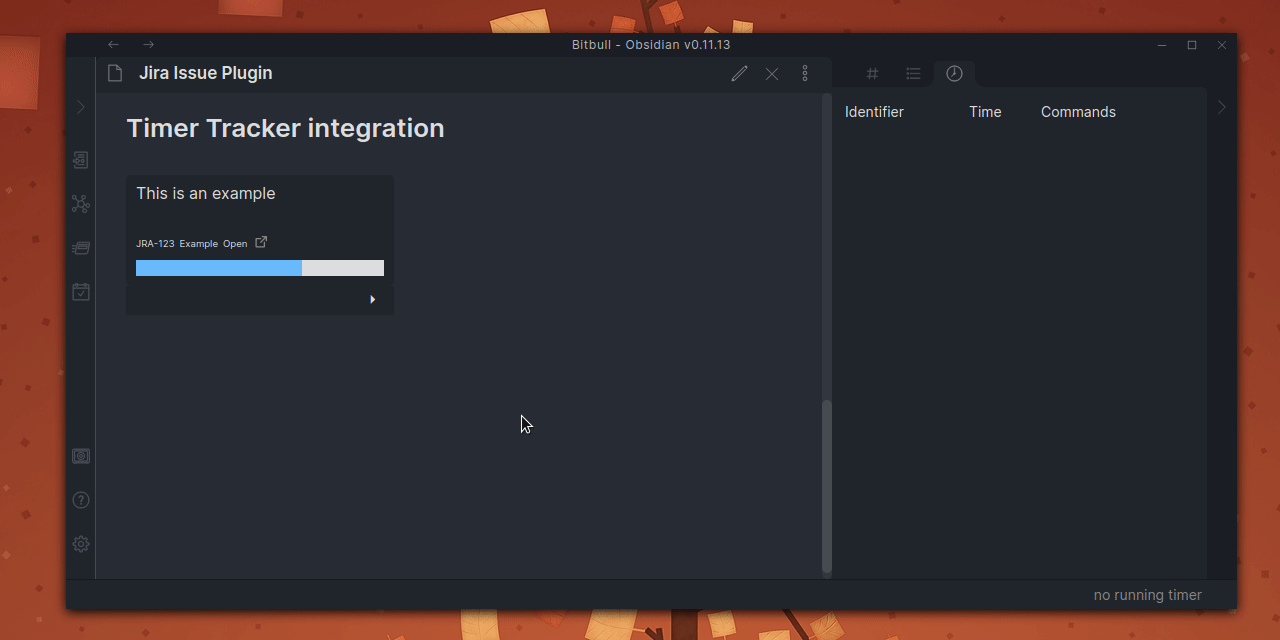 Bitbull - Obsidian v0.11.13
Jira Issue Plugin
Identifier Time Commands
Timer Tracker integration
This is an example
JRA-123 Example Open
no running timer